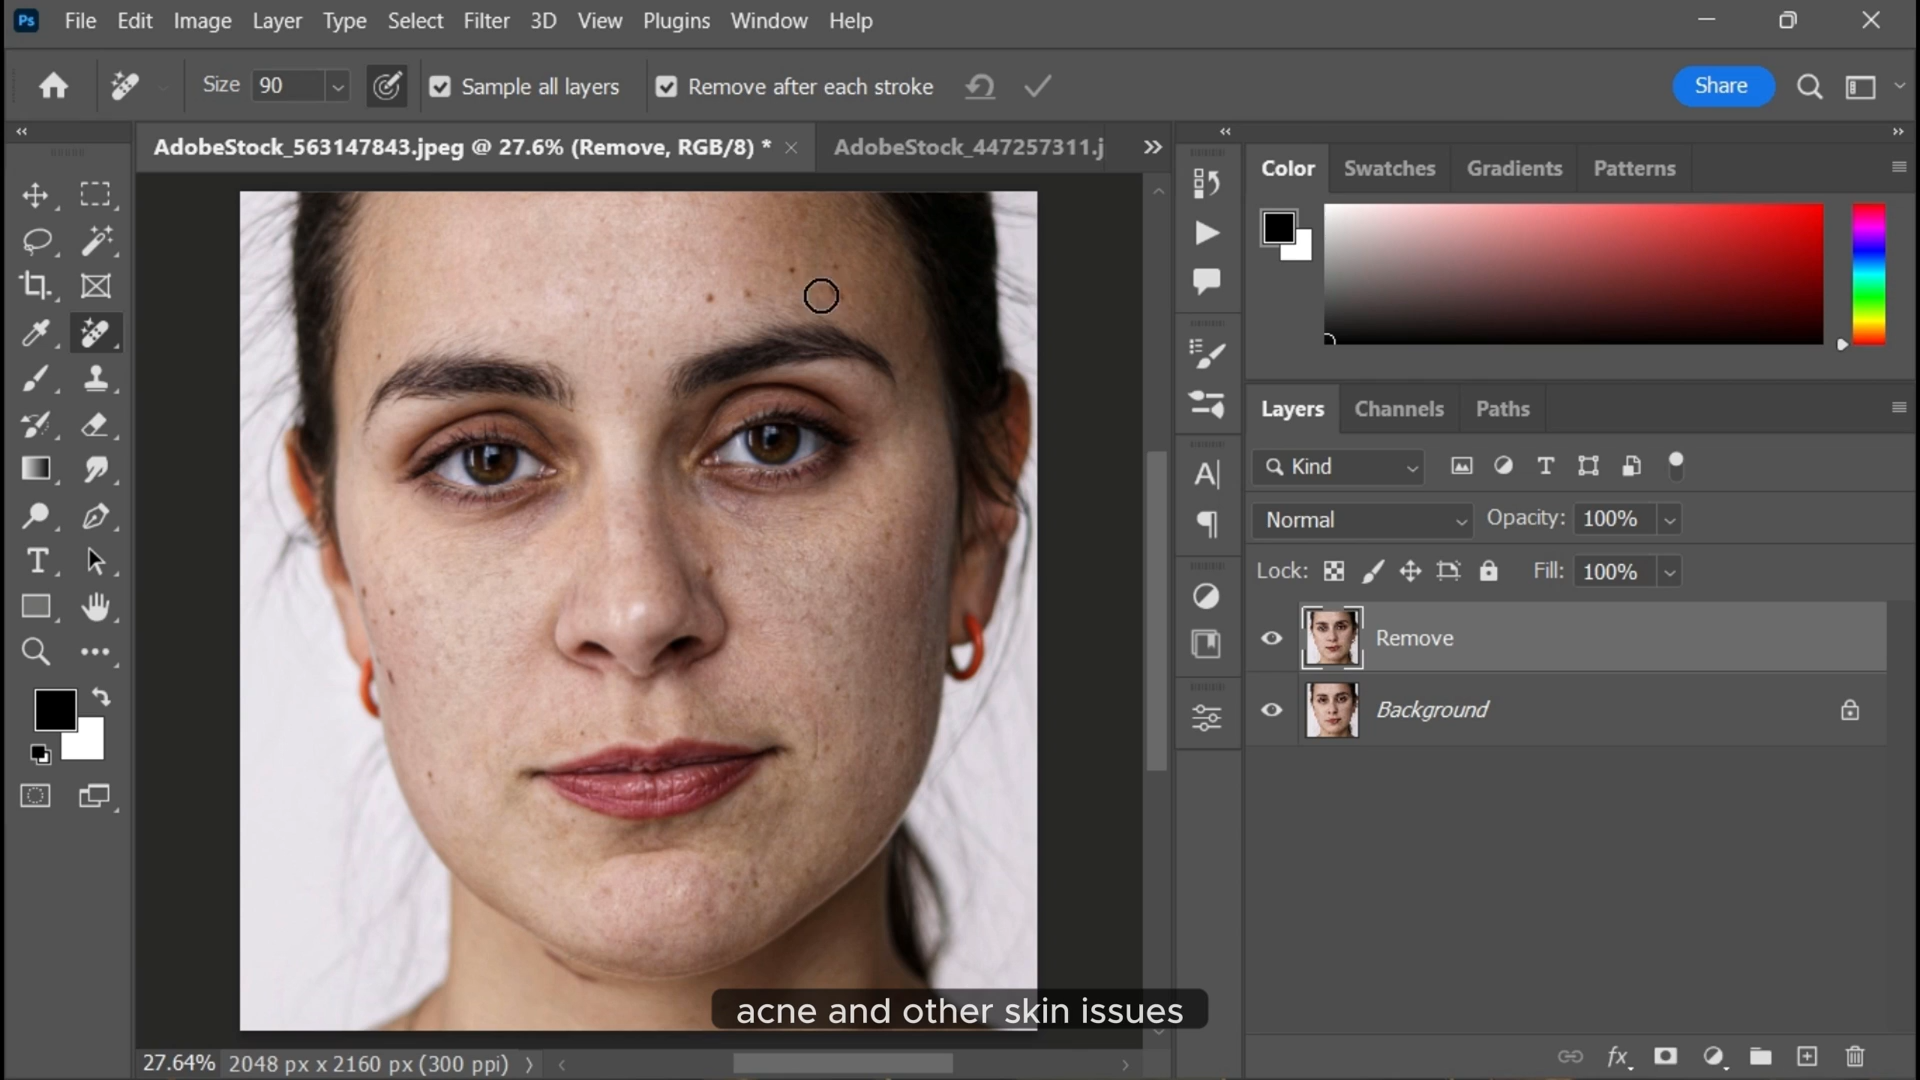 Ps File Edit Image Layer Type Select Filter 3D View Plugins Window Help
Size 90 Sample all layers Remove after each stroke Share
AdobeStock_563147843.jpeg @ 27.6% (Remove, RGB/8) * AdobeStock_447257311.j
Color Swatches Gradients Patterns
Layers Channels Paths
Kind
Normal Opacity: 100%
Lock: Fill: 100%
Remove
Background
acne and other skin issues
27.64% 2048 px x 2160 px (300 ppi)
fx